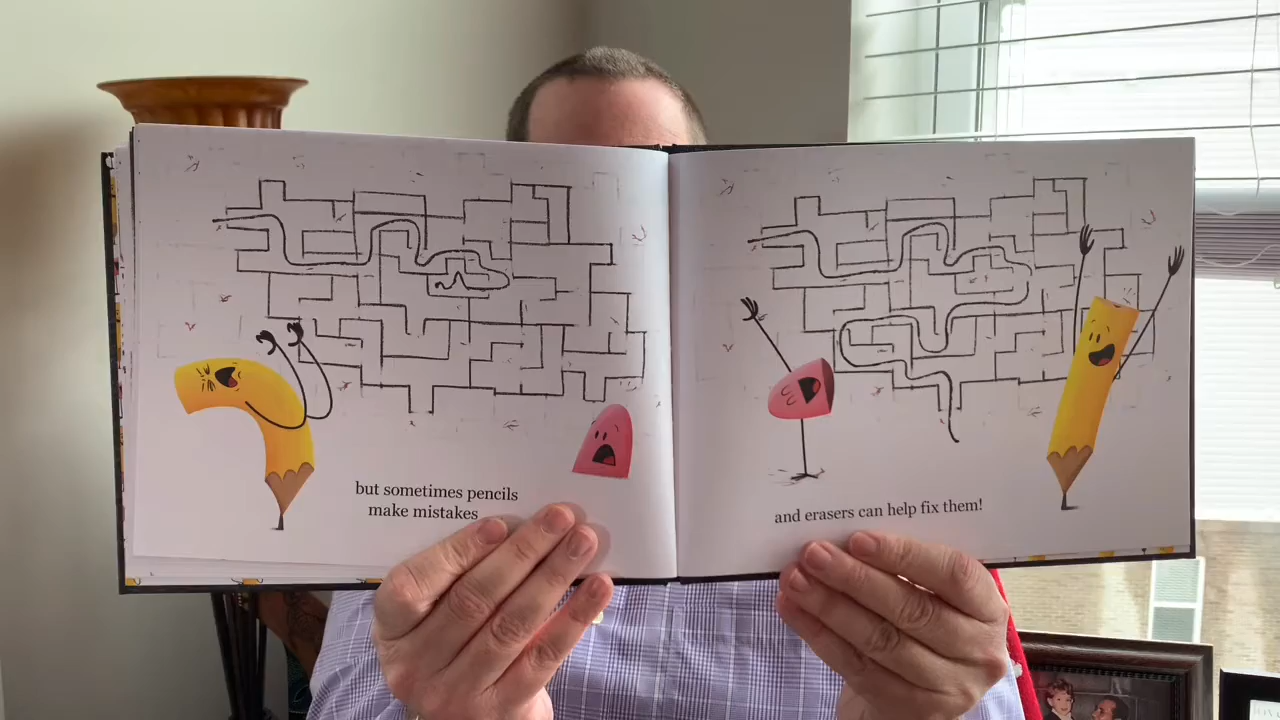 but sometimes pencils
make mistakes
and erasers can help fix them!